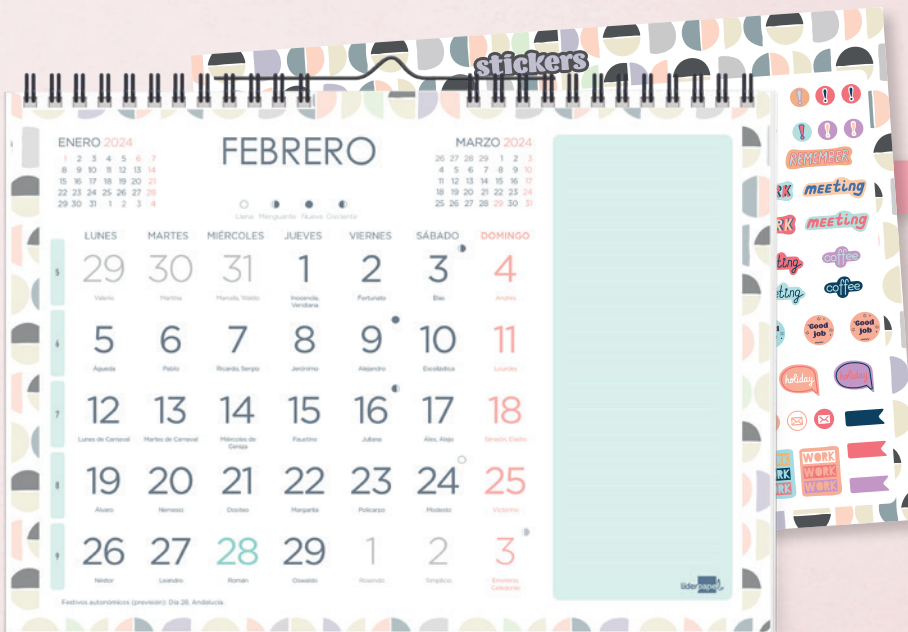 stickers
ENERO 2024
1 2 3 4 5 6 7
8 9 10 11 12 13 14
15 16 17 18 19 20 21
22 23 24 25 26 27 28
29 30 31 1 2 3 4
FEBRERO
MARZO 2024
26 27 28 29 1 2 3
4 5 6 7 8 9 10
11 12 13 14 15 16 17
18 19 20 21 22 23 24
25 26 27 28 29 30 31
Llena Menguante Nueva Creciente
LUNES MARTES MIÉRCOLES JUEVES VIERNES SÁBADO DOMINGO
5 29 30 31 1 2 3 4
Valerio Martina Marcela, Waldo Inocencia, Veridiana Fortunato Blas Andrés
6 5 6 7 8 9 10 11
Águeda Pablo Ricardo, Sergio Jerónimo Alejandro Escolástica Lourdes
7 12 13 14 15 16 17 18
Lunes de Carnaval Martes de Carnaval Miércoles de Ceniza Faustino Juliana Álex, Alejo Simeón, Eladio
8 19 20 21 22 23 24 25
Álvaro Nemesio Dositeo Margarita Policarpo Modesto Victorino
9 26 27 28 29 1 2 3
Néstor Leandro Román Oswaldo Rosendo Simplicio Emeterio, Celedonio
Festivos autonómicos (previsión): Día 28, Andalucía.
liderpapel
! ! !
! ! !
REMEMBER
meeting
meeting
coffee
coffee
Good job
Good job
holiday
holiday
WORK
WORK
WORK